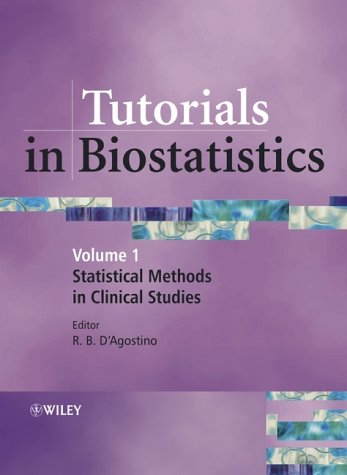 Tutorials
in Biostatistics
Volume 1
Statistical Methods
in Clinical Studies
Editor
R. B. D'Agostino
WILEY